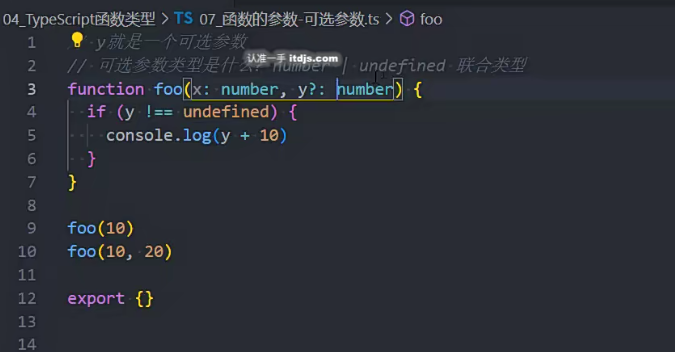 04_TypeScript函数类型 > TS 07_函数的参数-可选参数.ts > foo
1 y就是一个可选参数
认准一手 itdjs.com
2 // 可选参数类型是什么? number | undefined 联合类型
3 function foo(x: number, y?: number) {
4 if (y !== undefined) {
5 console.log(y + 10)
6 }
7 }
8
9 foo(10)
10 foo(10, 20)
11
12 export {}
13
14